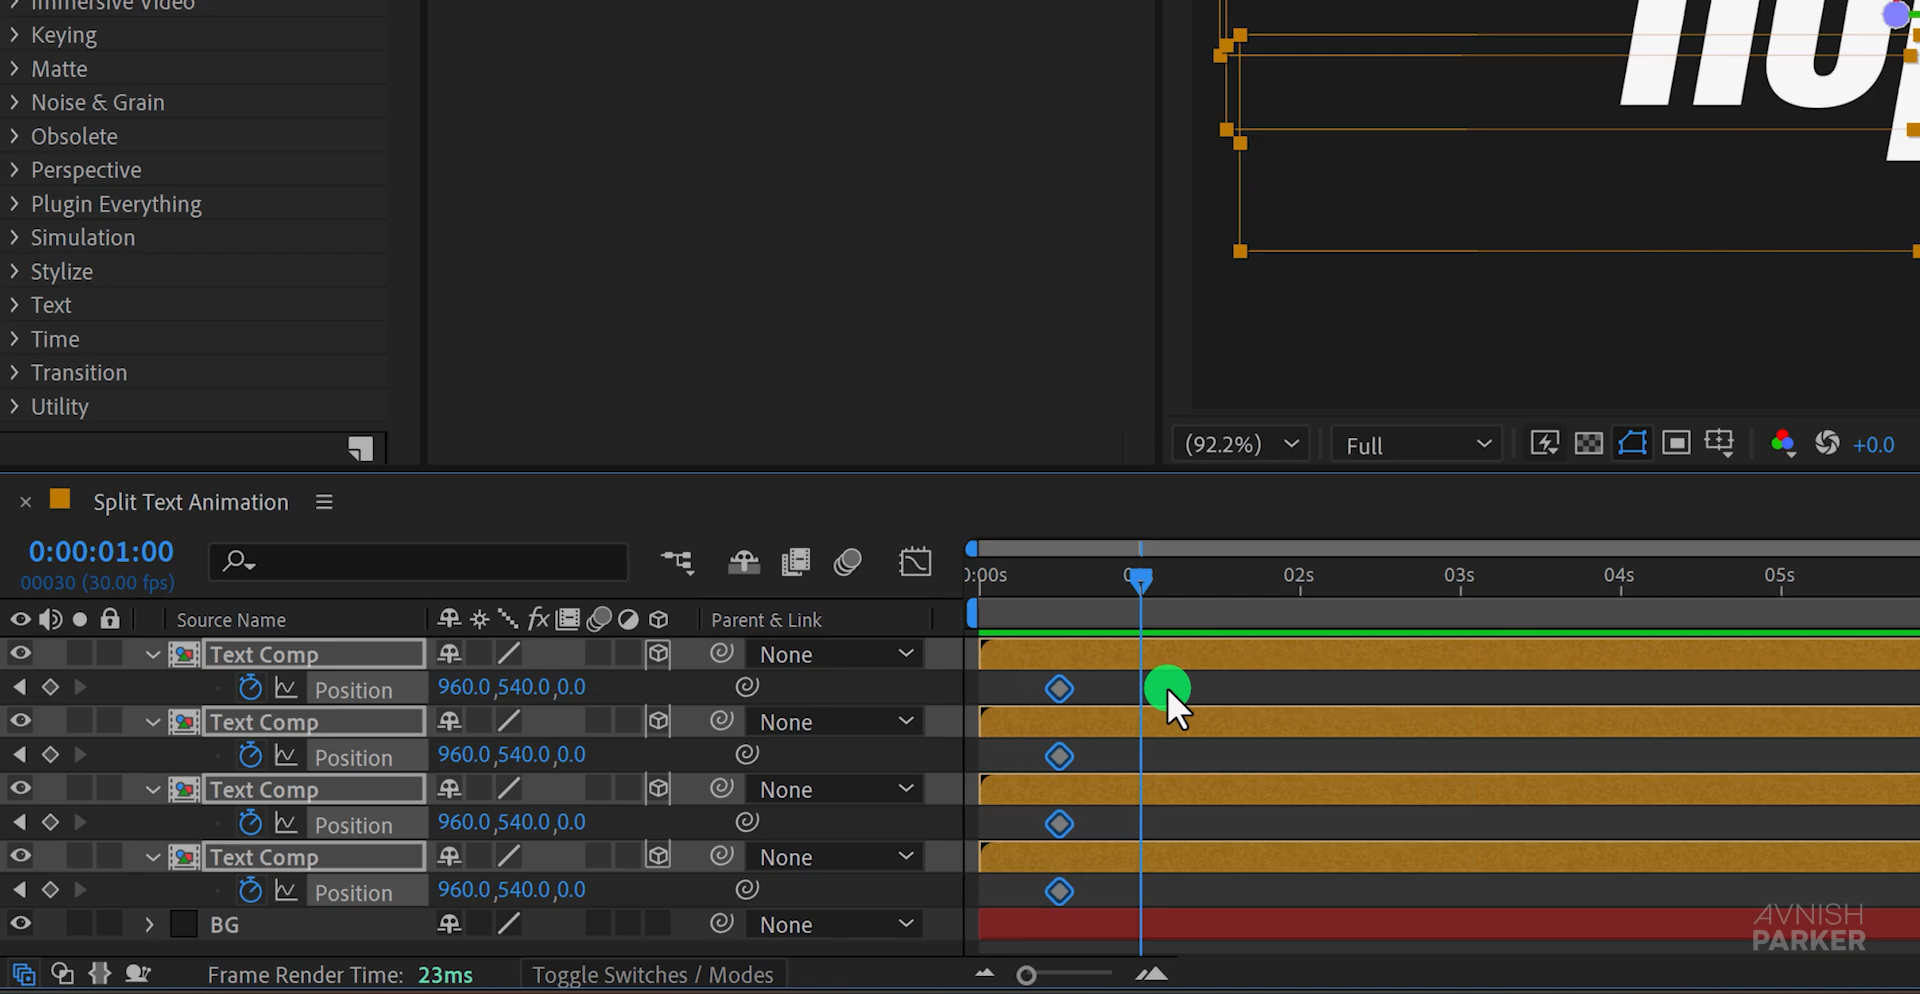 Immersive Video
Keying
Matte
Noise & Grain
Obsolete
Perspective
Plugin Everything
Simulation
Stylize
Text
Time
Transition
Utility
(92.2%)
Full
+0.0
Split Text Animation
0:00:01:00
00030 (30.00 fps)
0:00s
02s
03s
04s
05s
Source Name
fx
Parent & Link
Text Comp
None
Position
960.0,540.0,0.0
Text Comp
None
Position
960.0,540.0,0.0
Text Comp
None
Position
960.0,540.0,0.0
Text Comp
None
Position
960.0,540.0,0.0
BG
None
AVNISH
PARKER
Frame Render Time: 23ms
Toggle Switches / Modes